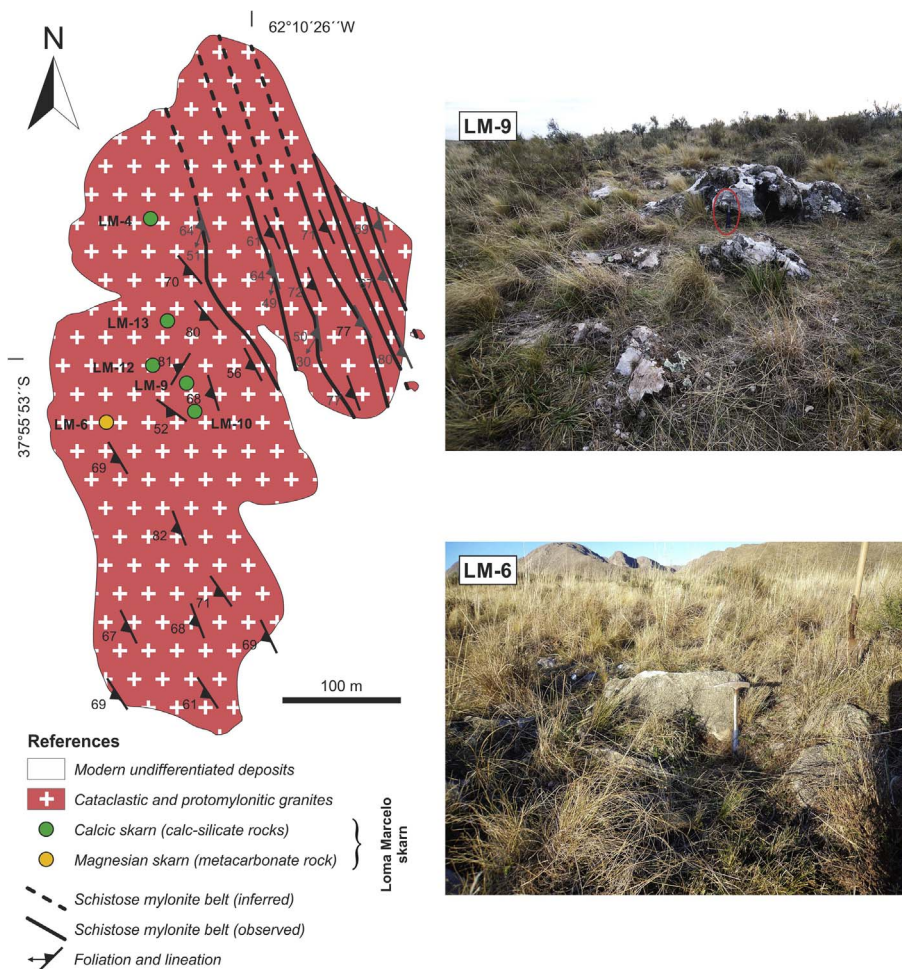 N
62°10´26´´W
37°55´53´´S
LM-4
64
51
61
71
69
64
49
72
70
LM-13
80
77
50
30
80
LM-12
81
56
LM-9
68
77
LM-6
52
LM-10
69
82
71
67
68
69
69
61
100 m
LM-9
LM-6
References
Modern undifferentiated deposits
Cataclastic and protomylonitic granites
Calcic skarn (calc-silicate rocks)
Magnesian skarn (metacarbonate rock)
Loma Marcelo
skarn
Schistose mylonite belt (inferred)
Schistose mylonite belt (observed)
Foliation and lineation